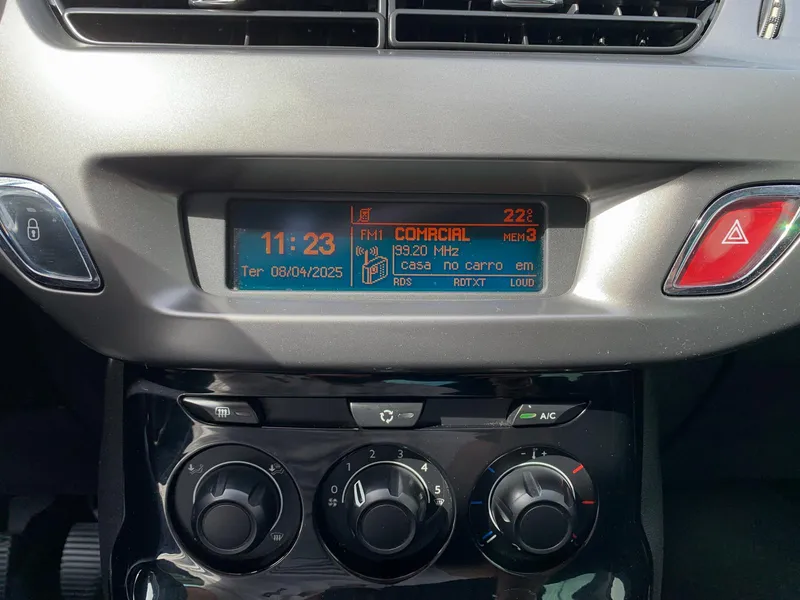 22°C
11:23
FM1 COMRCIAL MEM3
99.20 MHz
Ter 08/04/2025
casa no carro em
RDS RDTXT LOUD
A/C
0 1 2 3 4 5
- +